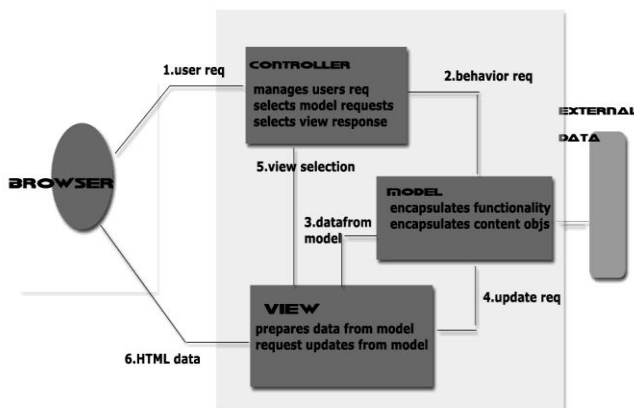 1.user req
CONTROLLER
manages users req
selects model requests
selects view response
2.behavior req
EXTERNAL
DATA
BROWSER
5.view selection
MODEL
encapsulates functionality
encapsulates content objs
3.datafrom
model
VIEW
prepares data from model
request updates from model
4.update req
6.HTML data